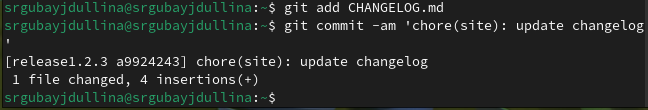 srgubayjdullina@srgubayjdullina:~$ git add CHANGELOG.md
srgubayjdullina@srgubayjdullina:~$ git commit -am 'chore(site): update changelog
'
[release1.2.3 a9924243] chore(site): update changelog
 1 file changed, 4 insertions(+)
srgubayjdullina@srgubayjdullina:~$